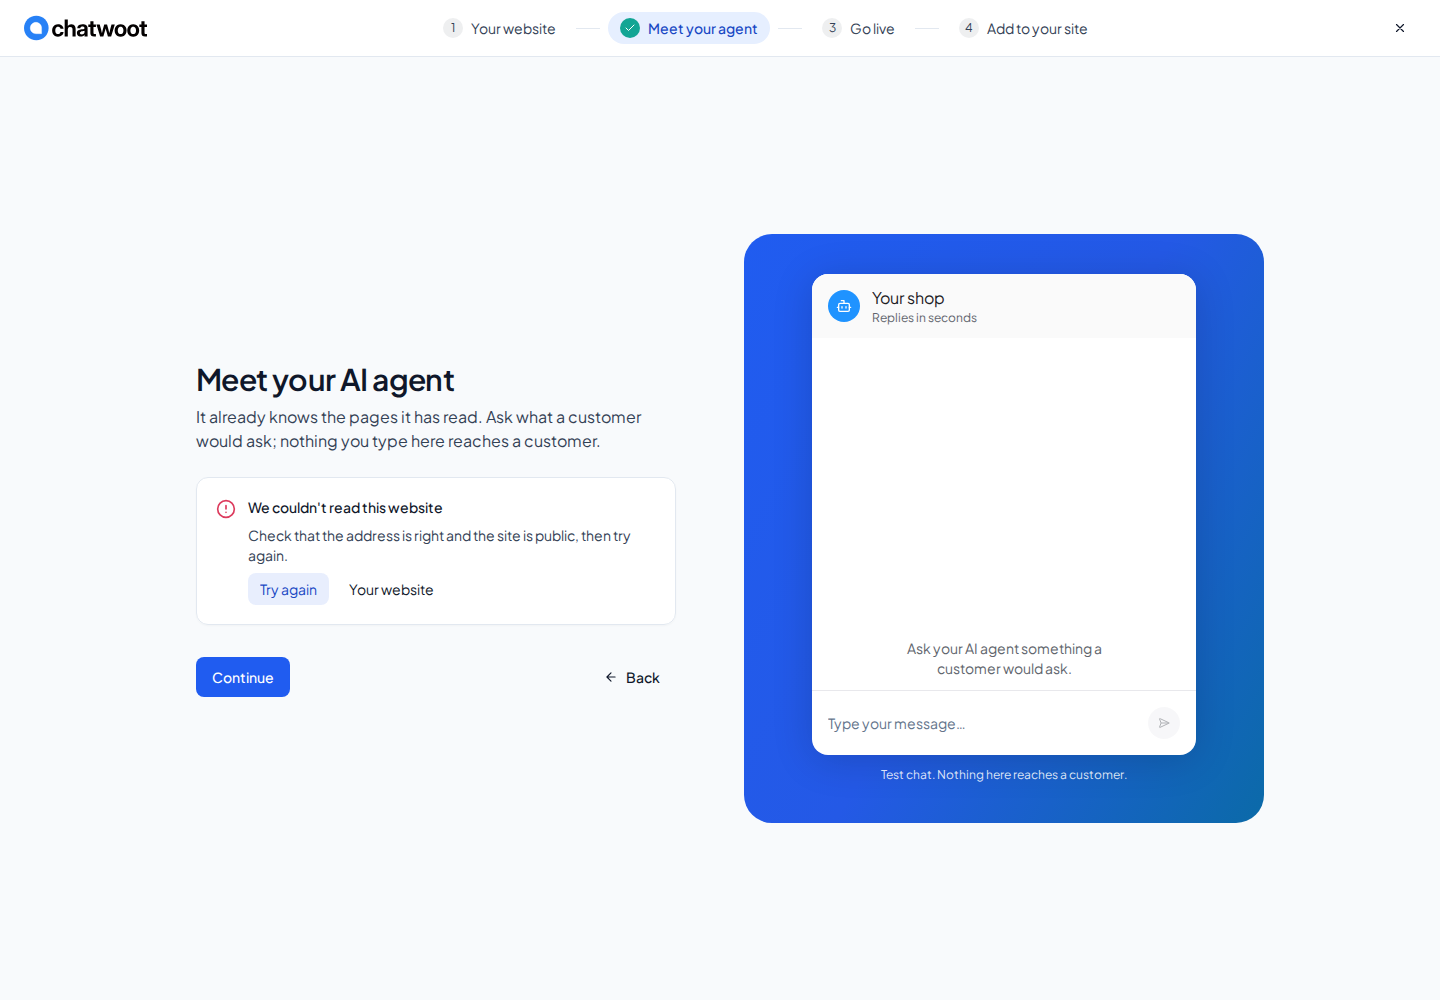 chatwoot
1 Your website
Meet your agent
3 Go live
4 Add to your site
Meet your AI agent
It already knows the pages it has read. Ask what a customer
would ask; nothing you type here reaches a customer.
We couldn't read this website
Check that the address is right and the site is public, then try
again.
Try again
Your website
Continue
Back
Your shop
Replies in seconds
Ask your AI agent something a
customer would ask.
Type your message…
Test chat. Nothing here reaches a customer.